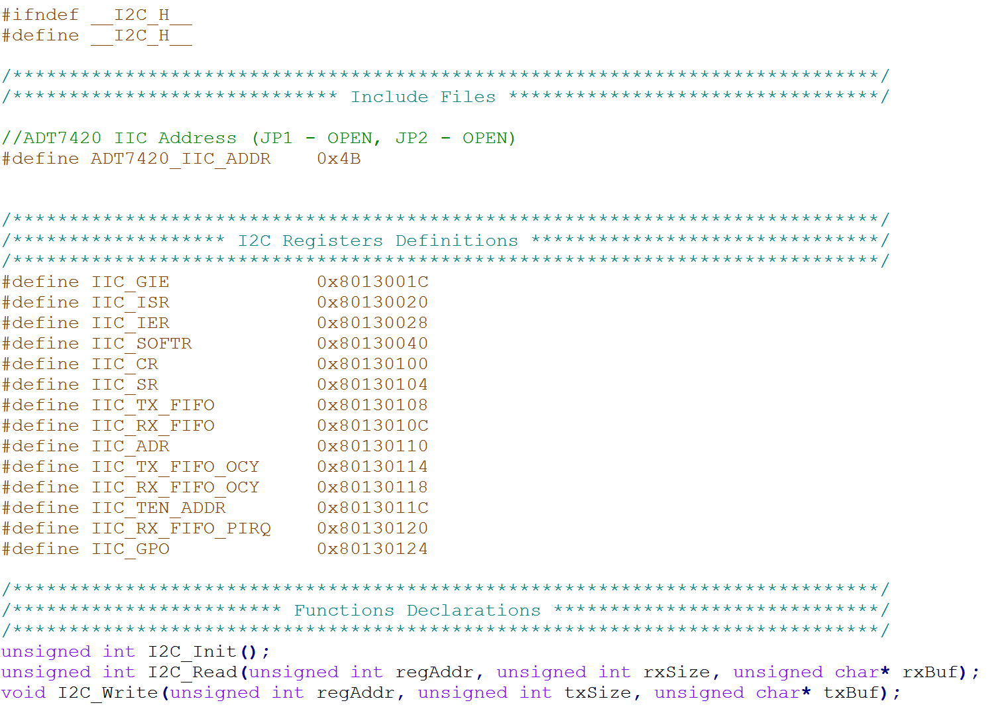 #ifndef __I2C_H__
#define __I2C_H__
/*****************************************************************************/
/***************************** Include Files *********************************/
//ADT7420 IIC Address (JP1 - OPEN, JP2 - OPEN)
#define ADT7420_IIC_ADDR    0x4B
/*****************************************************************************/
/******************* I2C Registers Definitions *******************************/
/*****************************************************************************/
#define IIC_GIE             0x8013001C
#define IIC_ISR             0x80130020
#define IIC_IER             0x80130028
#define IIC_SOFTR           0x80130040
#define IIC_CR              0x80130100
#define IIC_SR              0x80130104
#define IIC_TX_FIFO         0x80130108
#define IIC_RX_FIFO         0x8013010C
#define IIC_ADR             0x80130110
#define IIC_TX_FIFO_OCY     0x80130114
#define IIC_RX_FIFO_OCY     0x80130118
#define IIC_TEN_ADDR        0x8013011C
#define IIC_RX_FIFO_PIRQ    0x80130120
#define IIC_GPO             0x80130124
/*****************************************************************************/
/************************ Functions Declarations *****************************/
/*****************************************************************************/
unsigned int I2C_Init();
unsigned int I2C_Read(unsigned int regAddr, unsigned int rxSize, unsigned char* rxBuf);
void I2C_Write(unsigned int regAddr, unsigned int txSize, unsigned char* txBuf);